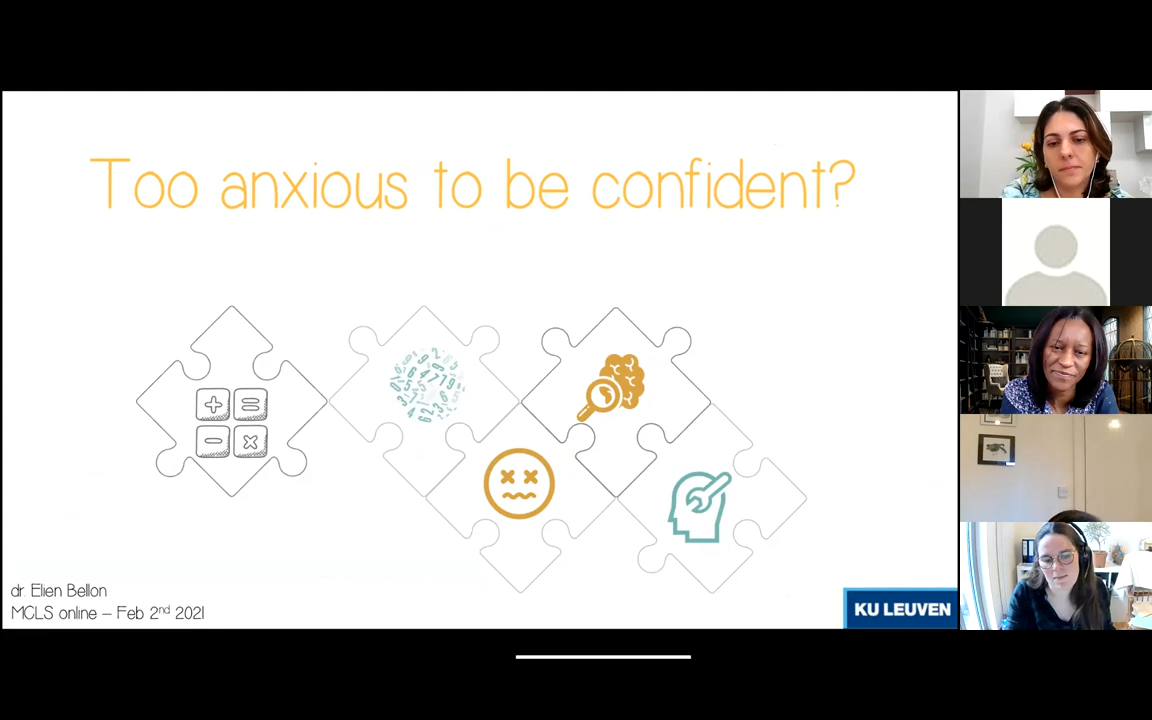 Too anxious to be confident?
dr. Elien Bellon
MCLS online – Feb 2nd 2021
KU LEUVEN